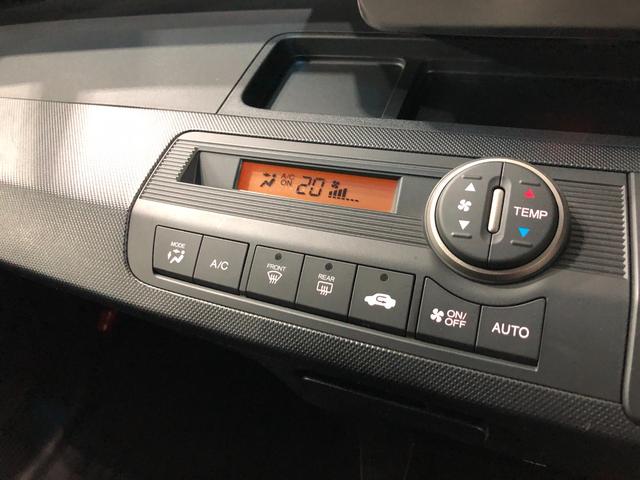 A/C
ON 20
TEMP
MODE
A/C
FRONT
REAR
ON/
OFF
AUTO